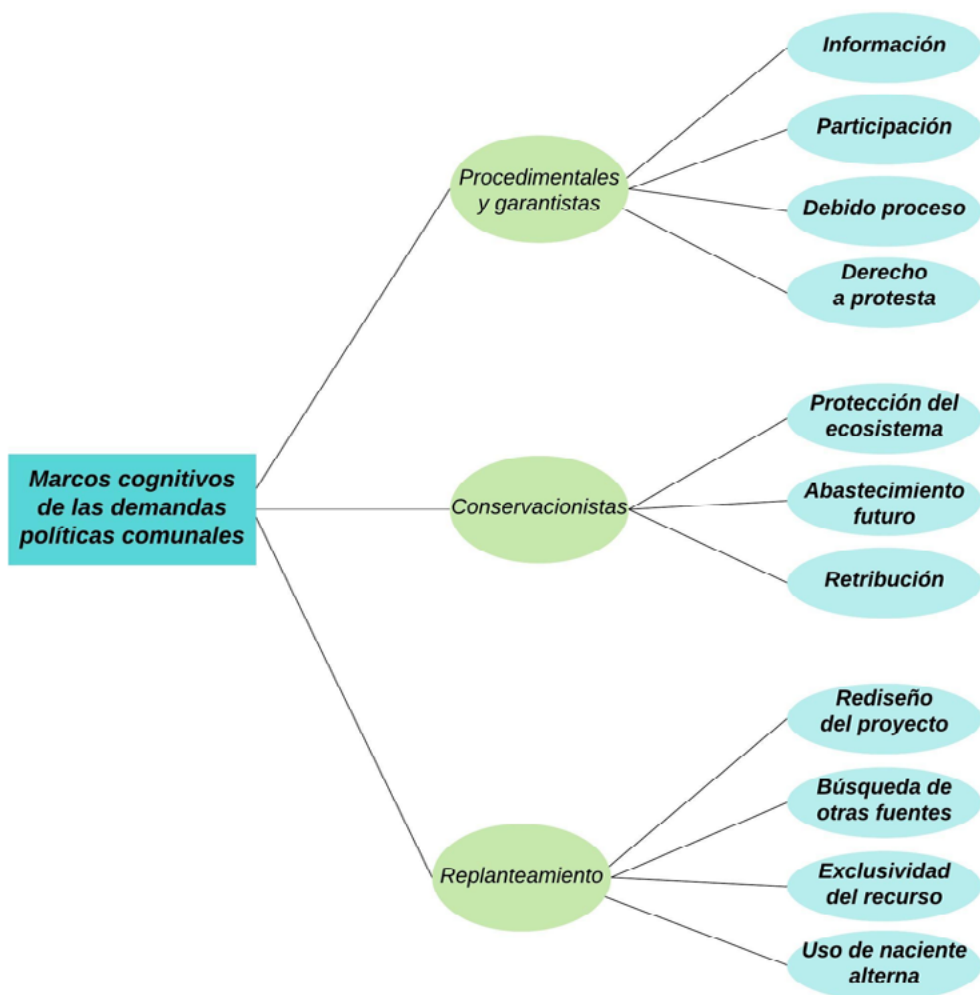 Marcos cognitivos
de las demandas
políticas comunales
Procedimentales
y garantistas
Información
Participación
Debido proceso
Derecho
a protesta
Conservacionistas
Protección del
ecosistema
Abastecimiento
futuro
Retribución
Replanteamiento
Rediseño
del proyecto
Búsqueda de
otras fuentes
Exclusividad
del recurso
Uso de naciente
alterna